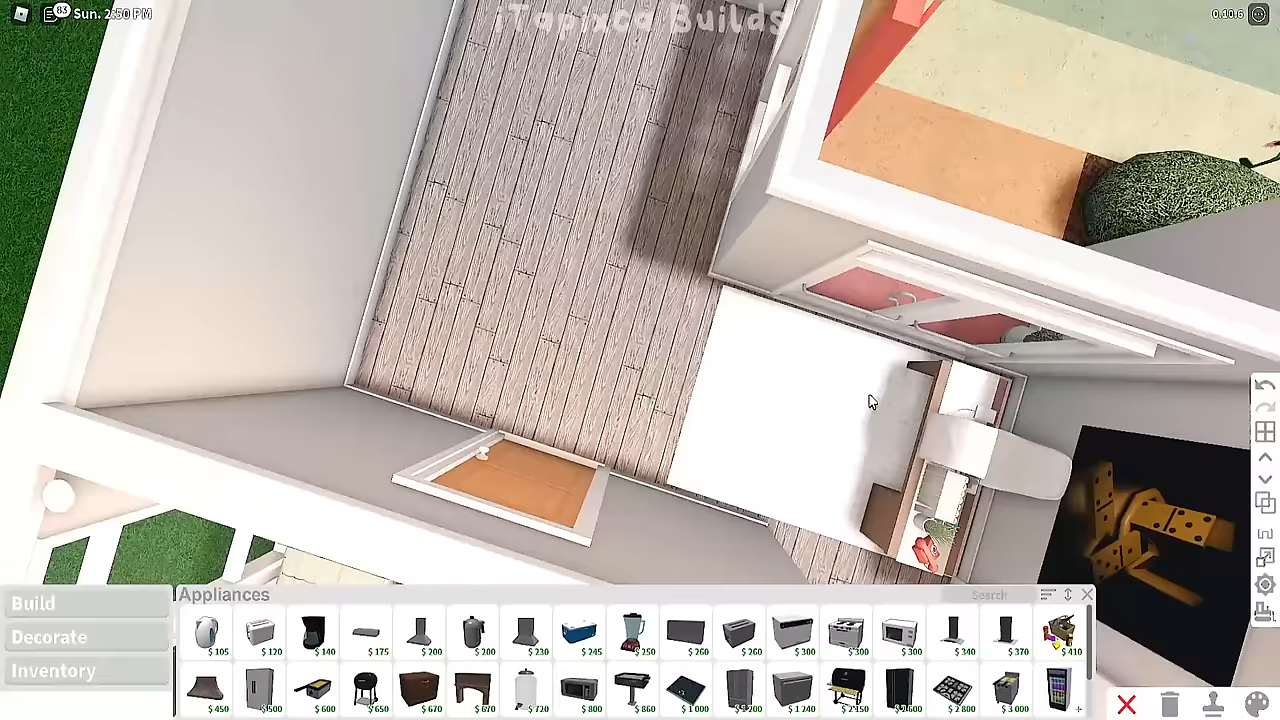 83 Sun. 2:50 PM
iTapixca Builds
0.10.6
Build
Decorate
Inventory
Appliances
Search
$105 $120 $140 $175 $200 $200 $230 $245 $250 $260 $260 $300 $300 $300 $340 $370 $410
$450 $500 $600 $650 $670 $670 $720 $800 $860 $1 000 $1 200 $1 240 $2 150 $2 600 $2 800 $3 000